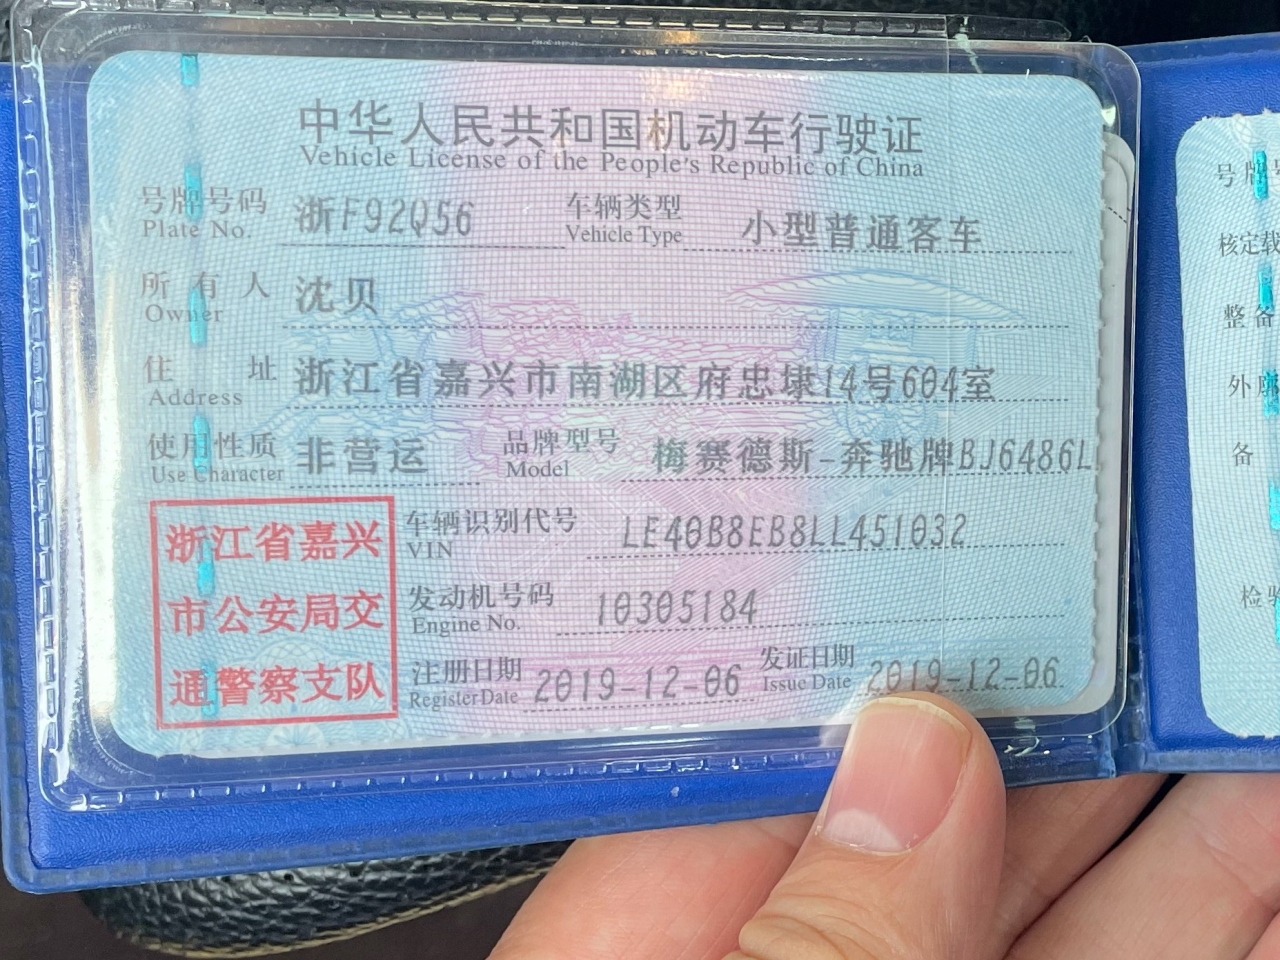 中华人民共和国机动车行驶证
Vehicle License of the People's Republic of China
号牌号码 浙F92Q56 车辆类型 小型普通客车
Plate No. Vehicle Type
所有人 沈贝
Owner
住址 浙江省嘉兴市南湖区府忠埭14号604室
Address
使用性质 非营运 品牌型号 梅赛德斯-奔驰牌BJ6486L
Use Character Model
浙江省嘉兴
市公安局交
通警察支队
车辆识别代号 LE40B8EB8LL451032
VIN
发动机号码 10305184
Engine No.
注册日期 2019-12-06 发证日期 2019-12-06
Register Date Issue Date
号牌
核定载
整备
外廓
备
检验